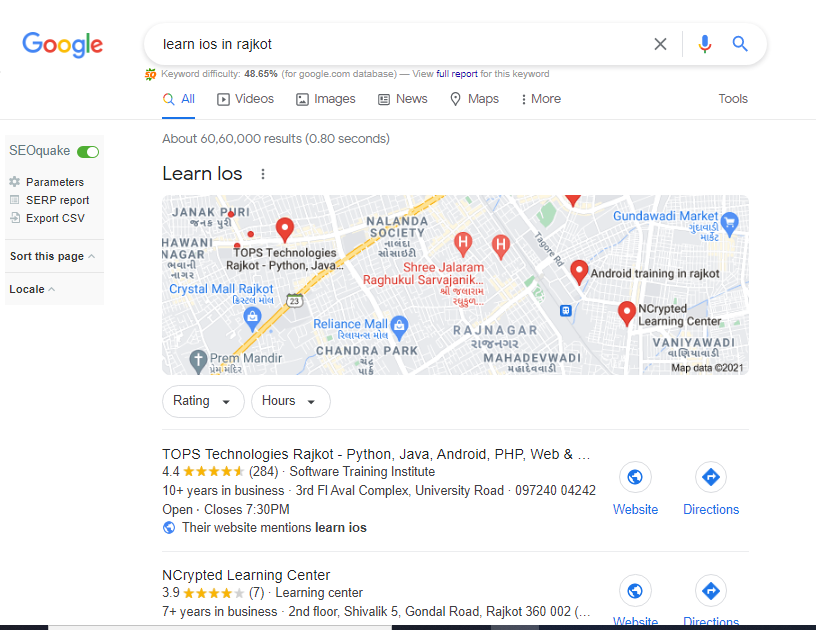 Google
learn ios in rajkot
Keyword difficulty: 48.65% (for google.com database) — View full report for this keyword
All Videos Images News Maps More Tools
SEOquake
Parameters
SERP report
Export CSV
Sort this page
Locale
About 60,60,000 results (0.80 seconds)
Learn Ios
JANAK PURI
જનક પુરી
HAWANI
NAGAR
ભવાની
નાગર
TOPS Technologies
Rajkot - Python, Java...
NALANDA
SOCIETY
નાલંદા
સોસાઇટી
Gundawadi Market
ગુંદાવાડી
માર્કેટ
Tagore Rd
Shree Jalaram
Raghukul Sarvajanik...
શ્રી જલારામ
રઘુકુળ...
Android training in rajkot
Crystal Mall Rajkot
ક્રિસ્ટલ મોલ
23
Reliance Mall
રિલાયન્સ મોલ
NCrypted
Learning Center
RAJNAGAR
રાજનગર
VANIYAWADI
વાણિયાવાડી
CHANDRA PARK
ચંદ્ર
પાર્ક
MAHADEVWADI
મહાદેવવાડી
Prem Mandir
પ્રેમ મંદિર
Map data ©2021
Rating
Hours
TOPS Technologies Rajkot - Python, Java, Android, PHP, Web & ...
4.4 (284) · Software Training Institute
10+ years in business · 3rd Fl Aval Complex, University Road · 097240 04242
Open · Closes 7:30PM
Their website mentions learn ios
Website
Directions
NCrypted Learning Center
3.9 (7) · Learning center
7+ years in business · 2nd floor, Shivalik 5, Gondal Road, Rajkot 360 002 (...
Website
Directions